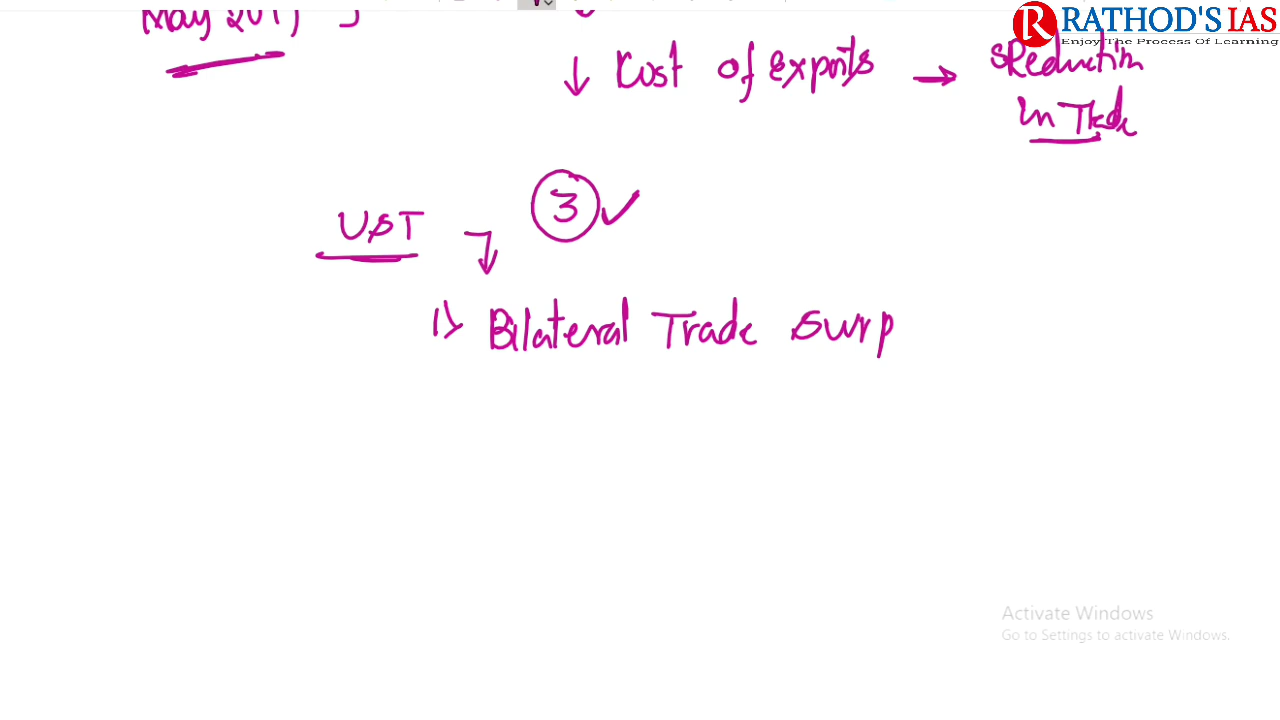 RATHOD'S IAS
Enjoy The Process Of Learning
May 2019
↓ Cost of exports → Reduction
in Trade
3 ✓
UST
1) Bilateral Trade surp
Activate Windows
Go to Settings to activate Windows.